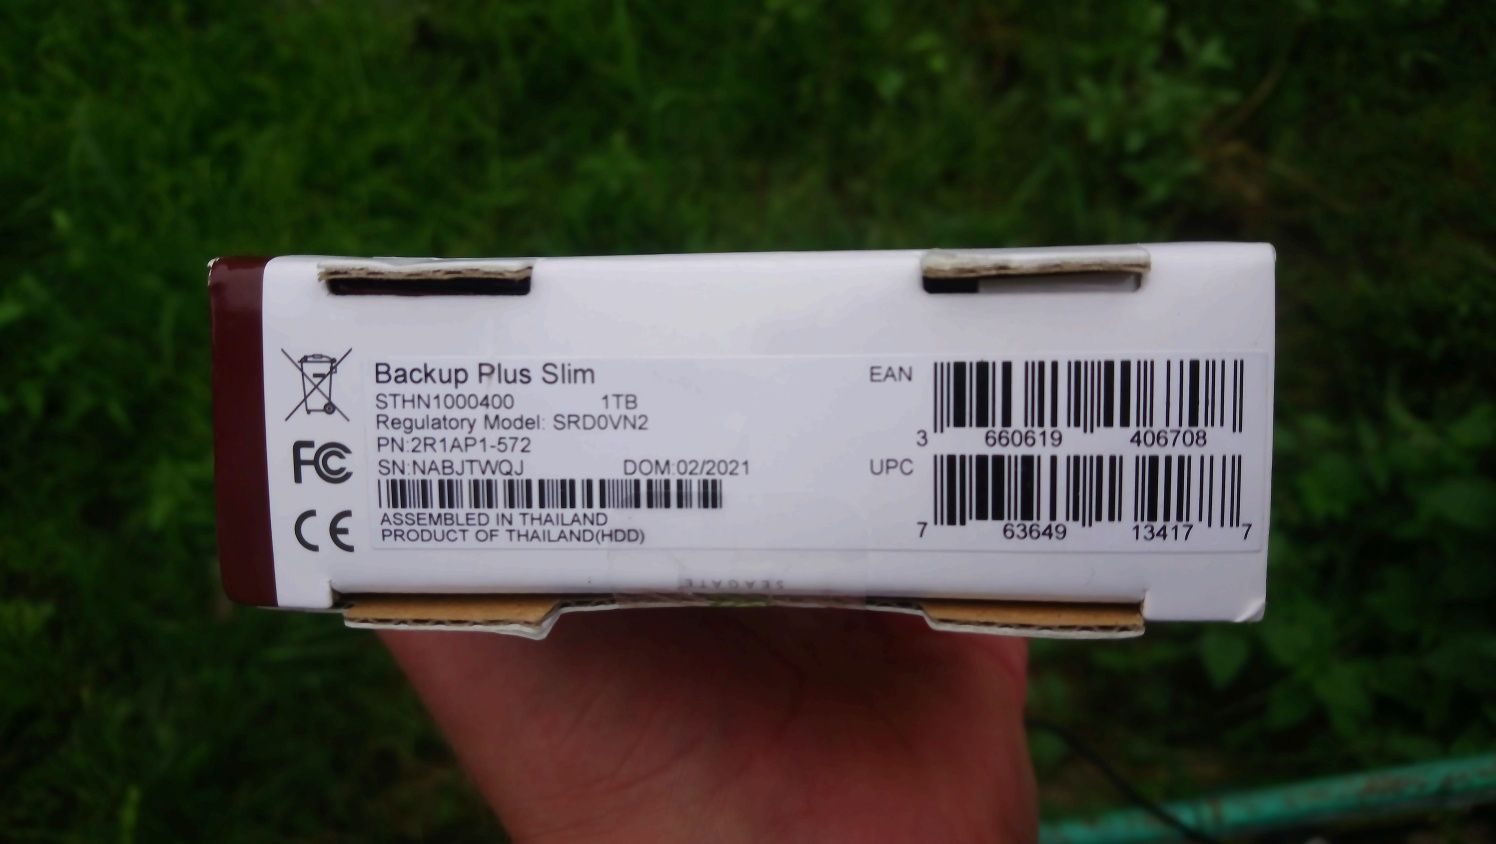 Backup Plus Slim
STHN1000400 1TB
Regulatory Model: SRD0VN2
PN:2R1AP1-572
SN:NABJTWQJ DOM:02/2021
ASSEMBLED IN THAILAND
PRODUCT OF THAILAND(HDD)
EAN
3 660619 406708
UPC
7 63649 13417 7
FC
CE
SEAGATE